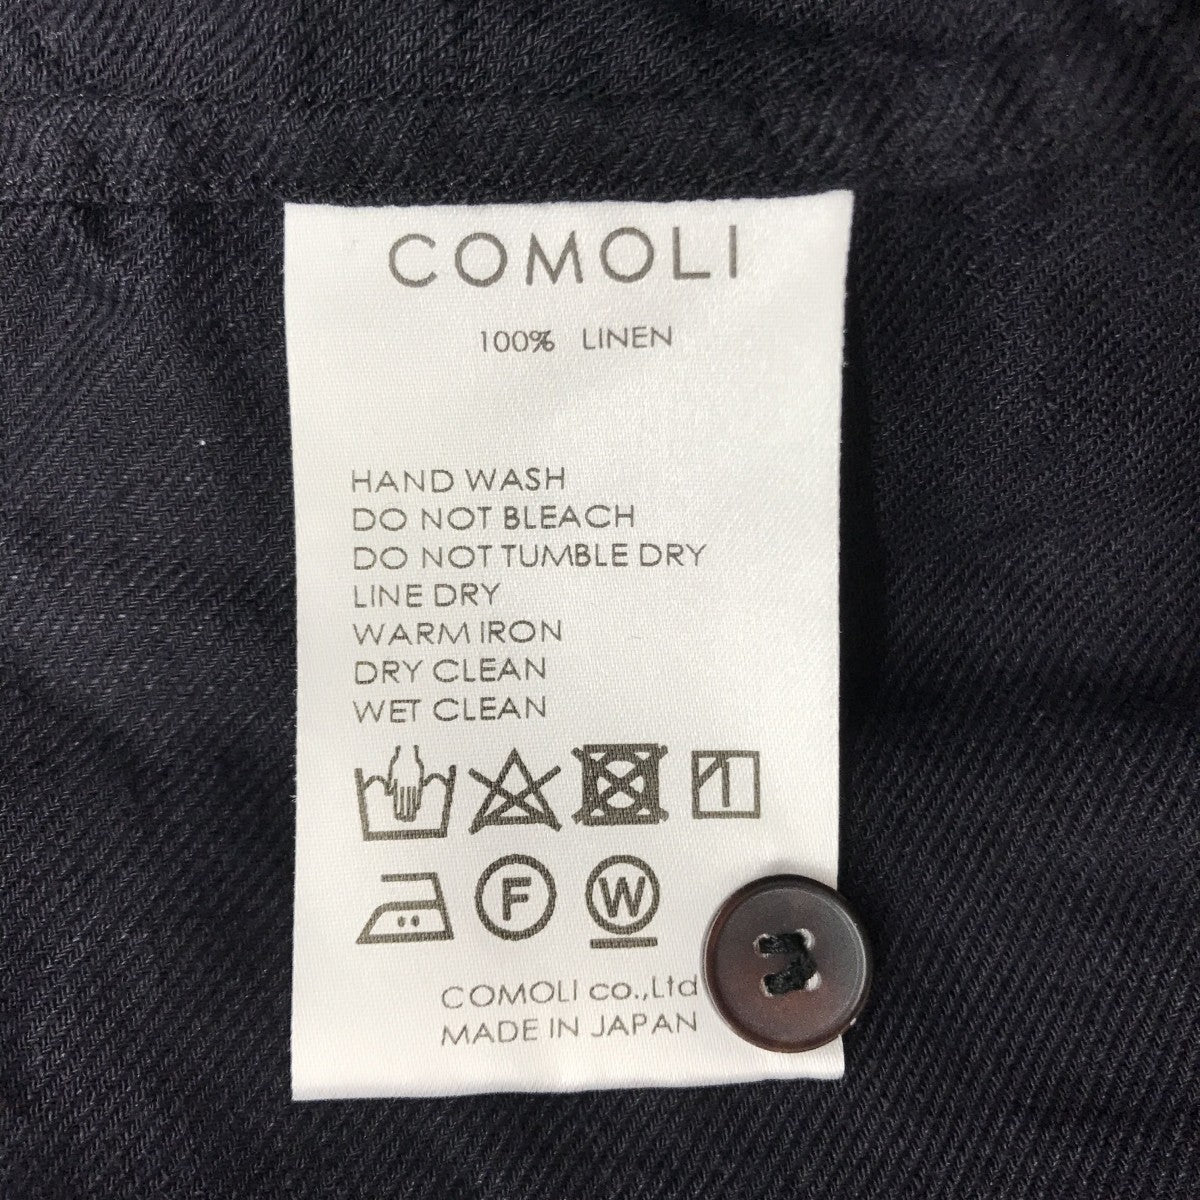 COMOLI
100% LINEN
HAND WASH
DO NOT BLEACH
DO NOT TUMBLE DRY
LINE DRY
WARM IRON
DRY CLEAN
WET CLEAN
F W
COMOLI co.,Ltd
MADE IN JAPAN